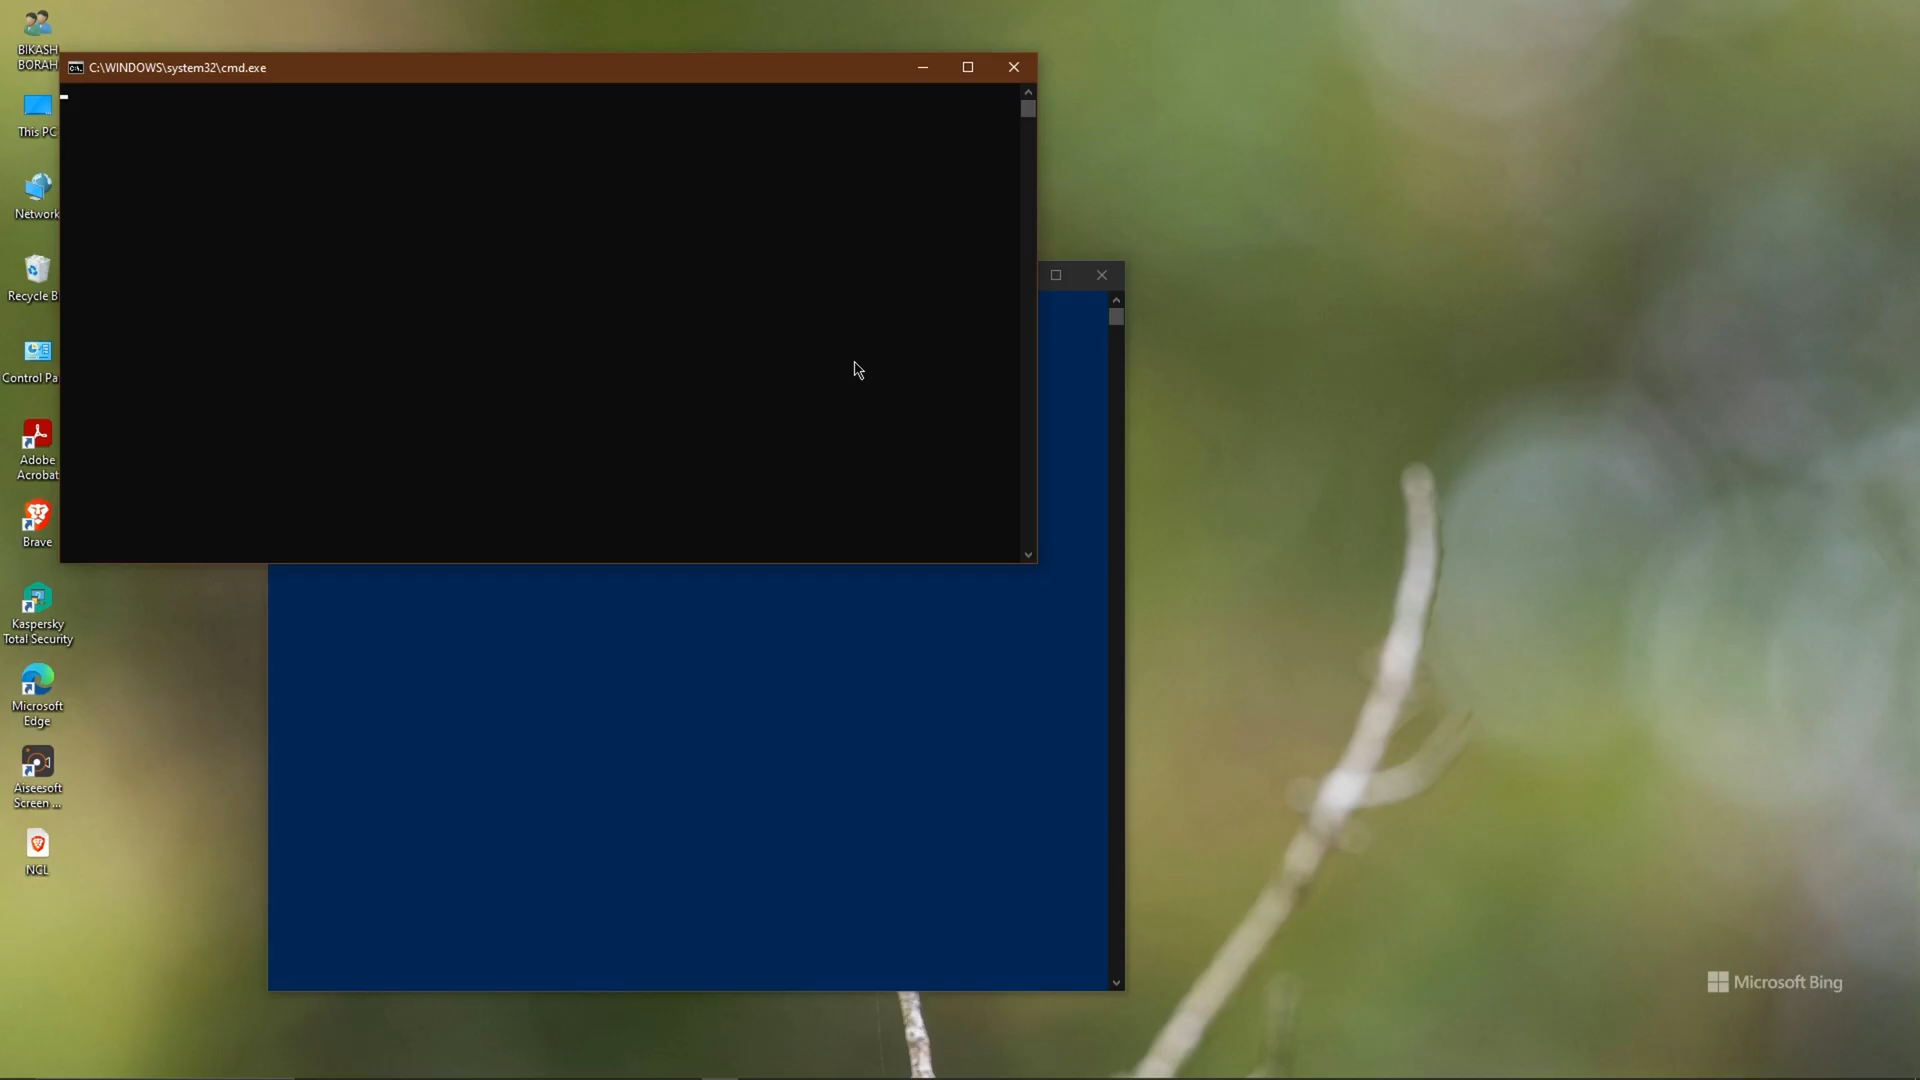 C:\WINDOWS\system32\cmd.exe
BIKASH
BORAH
This PC
Network
Recycle B
Control Pa
Adobe
Acrobat
Brave
Kaspersky
Total Security
Microsoft
Edge
Aiseesoft
Screen ...
NCL
Microsoft Bing